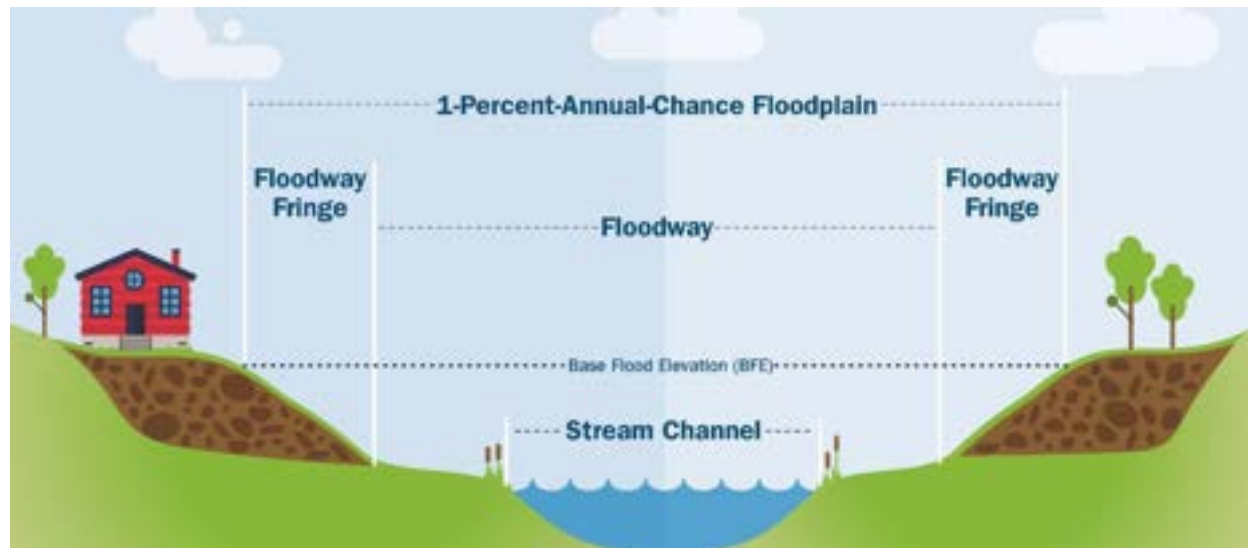 1-Percent-Annual-Chance Floodplain
Floodway
Fringe
Floodway
Floodway
Fringe
Base Flood Elevation (BFE)
Stream Channel